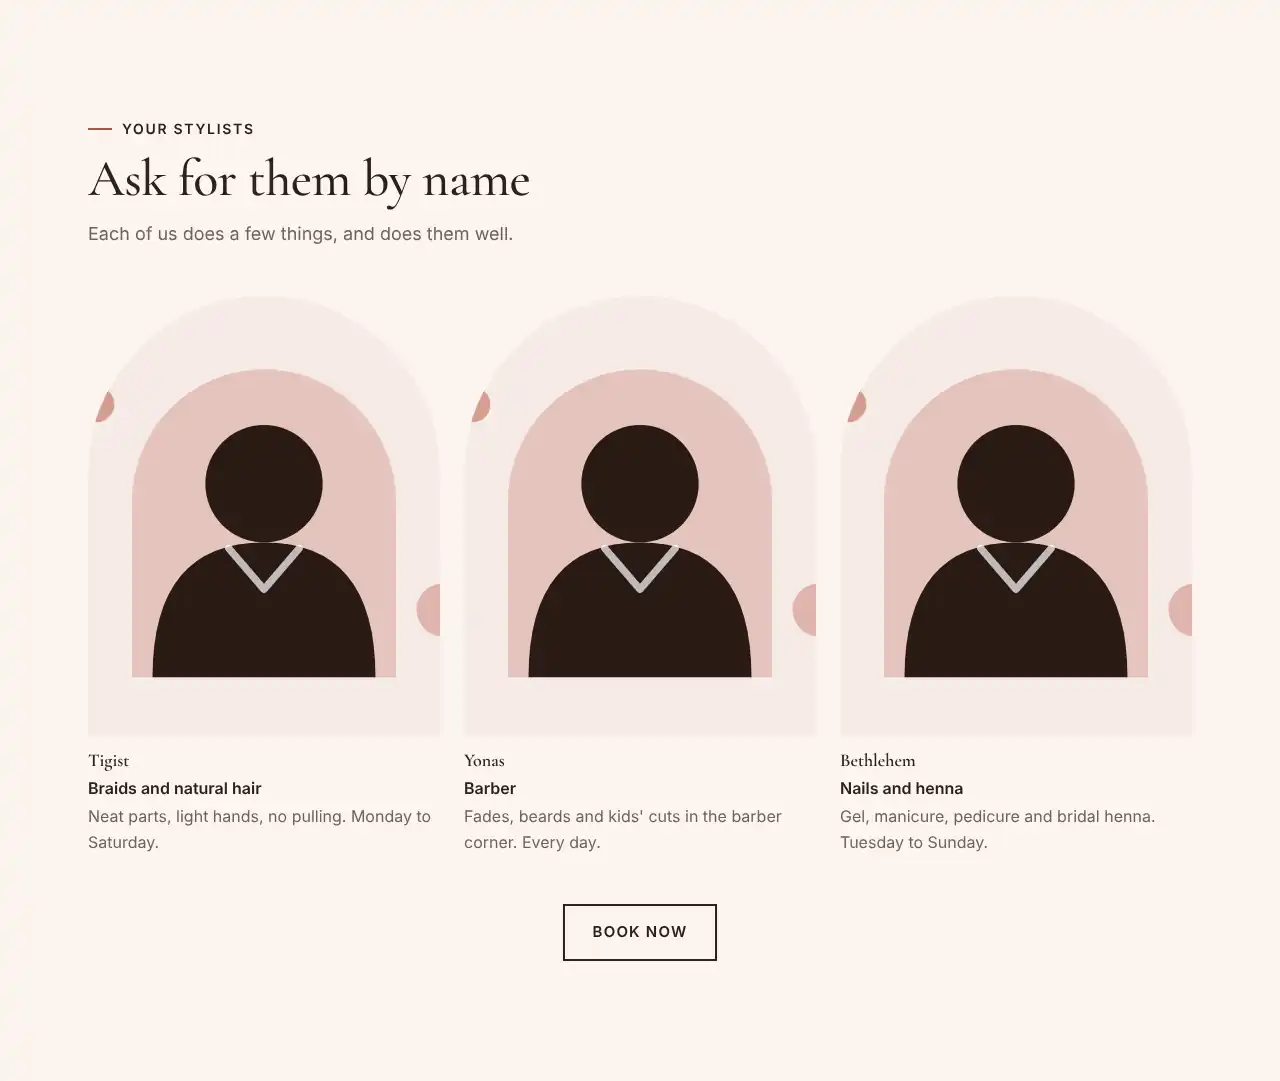 YOUR STYLISTS
Ask for them by name
Each of us does a few things, and does them well.
Tigist
Braids and natural hair
Neat parts, light hands, no pulling. Monday to
Saturday.
Yonas
Barber
Fades, beards and kids' cuts in the barber
corner. Every day.
Bethlehem
Nails and henna
Gel, manicure, pedicure and bridal henna.
Tuesday to Sunday.
BOOK NOW